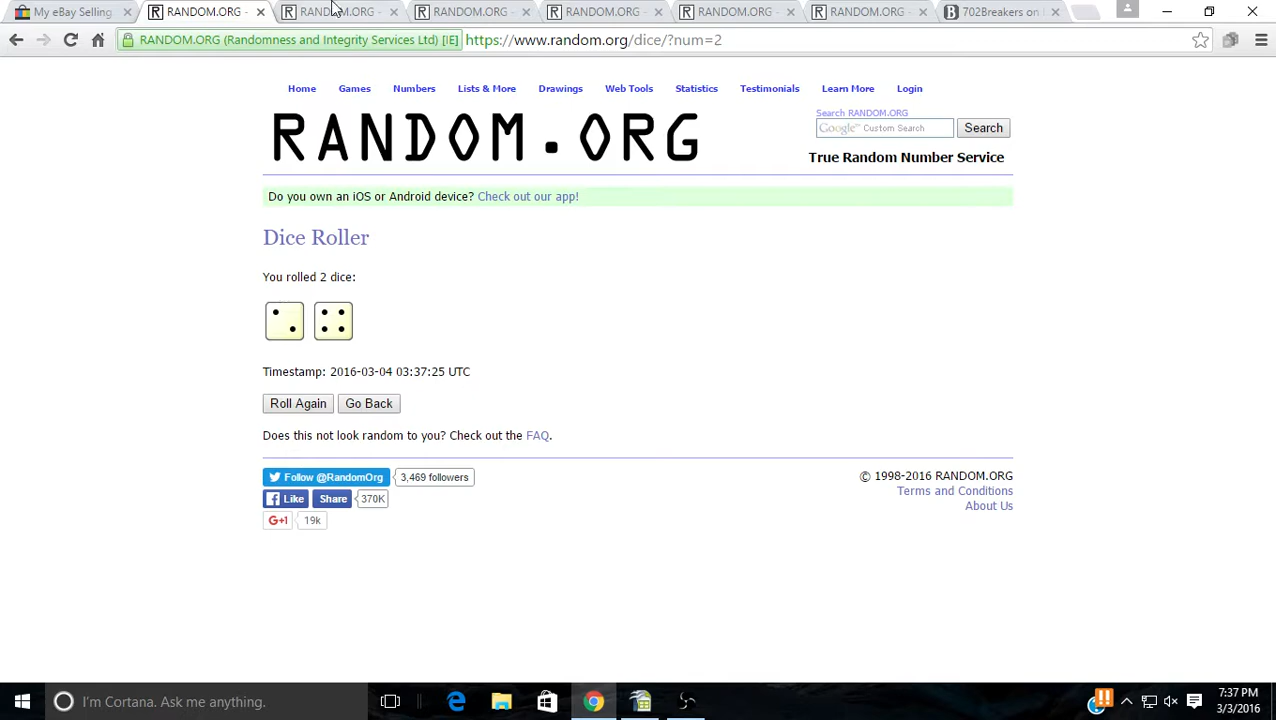 My eBay Selling
RANDOM.ORG -
RANDOM.ORG -
RANDOM.ORG -
RANDOM.ORG -
RANDOM.ORG -
RANDOM.ORG -
702Breakers on
RANDOM.ORG (Randomness and Integrity Services Ltd) [IE]
https://www.random.org/dice/?num=2
Home Games Numbers Lists & More Drawings Web Tools Statistics Testimonials Learn More Login
RANDOM.ORG
Search RANDOM.ORG
Google™ Custom Search
Search
True Random Number Service
Do you own an iOS or Android device? Check out our app!
Dice Roller
You rolled 2 dice:
Timestamp: 2016-03-04 03:37:25 UTC
Roll Again Go Back
Does this not look random to you? Check out the FAQ.
Follow @RandomOrg 3,469 followers
Like Share 370K
G+1 19k
© 1998-2016 RANDOM.ORG
Terms and Conditions
About Us
I'm Cortana. Ask me anything.
7:37 PM
3/3/2016